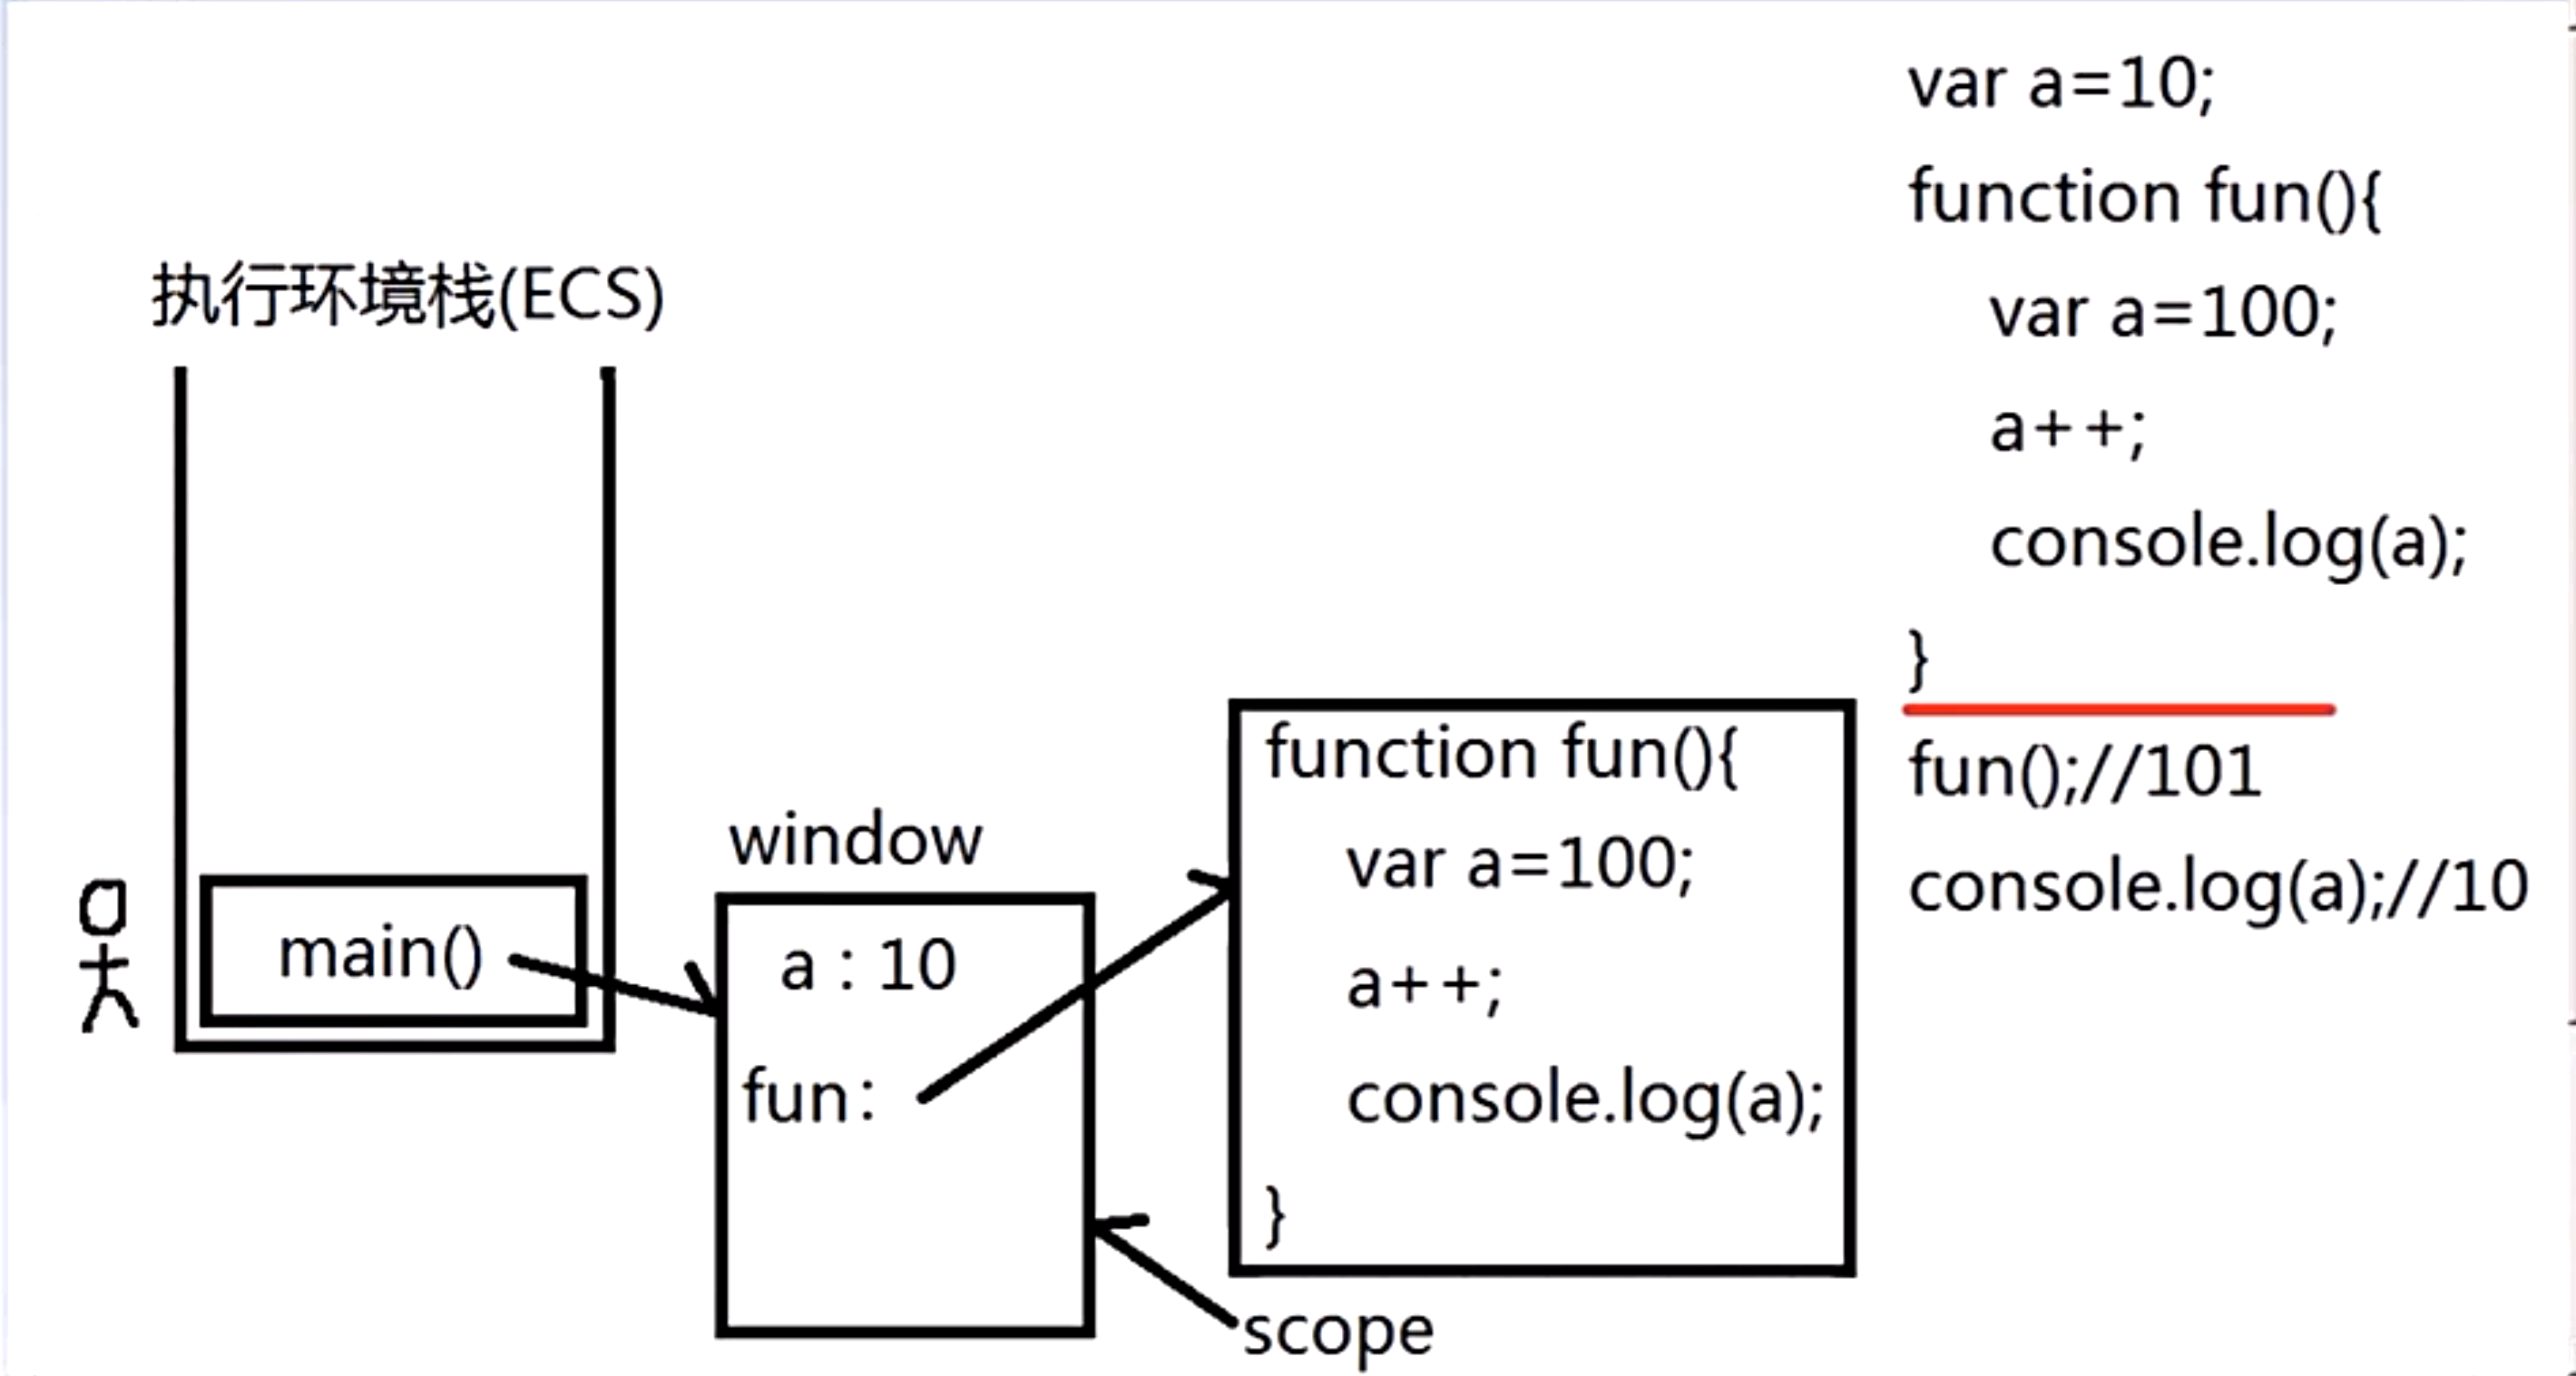 执行环境栈(ECS)
main()
window
a : 10
fun:
function fun(){
var a=100;
a++;
console.log(a);
}
scope
var a=10;
function fun(){
var a=100;
a++;
console.log(a);
}
fun();//101
console.log(a);//10